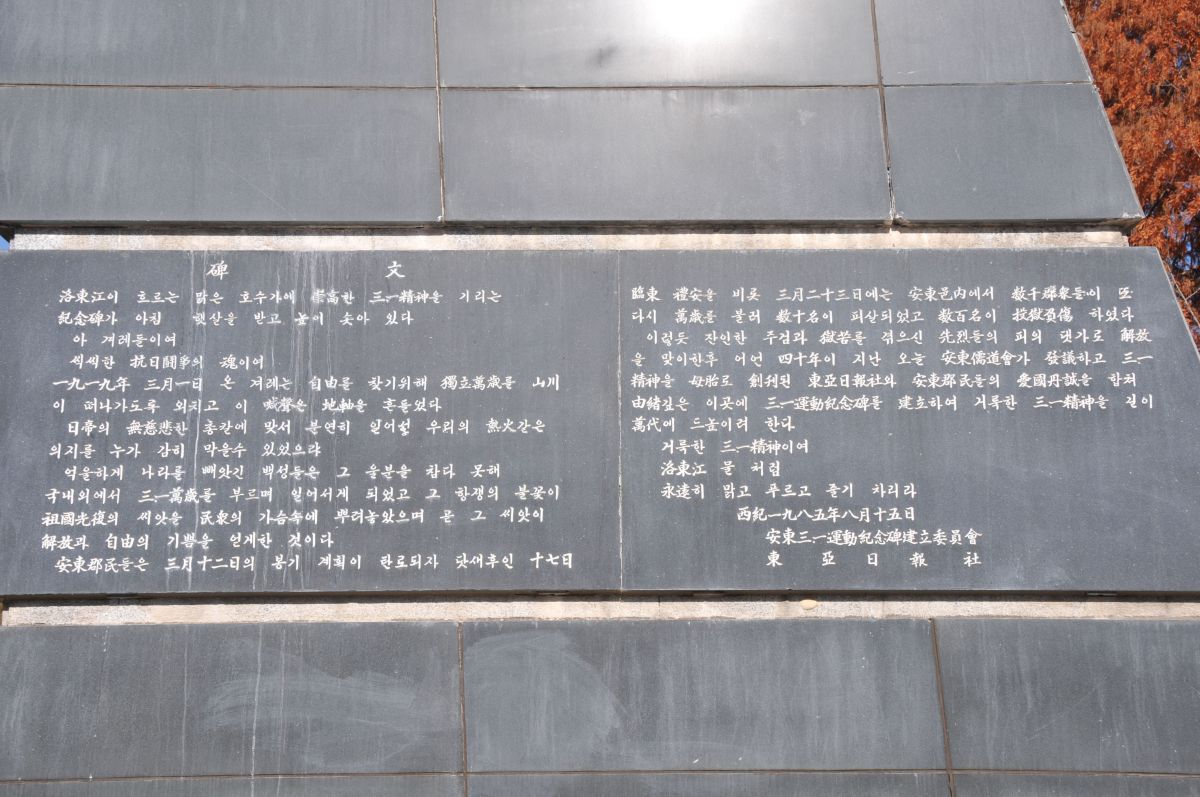 碑 文
洛東江이 흐르는 맑은 호수가에 崇高한 三.一精神을 기리는
紀念碑가 아침 햇살을 받고 높이 솟아 있다
아 겨레들이여
씩씩한 抗日鬪爭의 魂이여
一九一九年 三月一日 온 겨레는 自由를 찾기위해 獨立萬歲를 山川
이 떠나가도록 외치고 이 喊聲은 地軸을 흔들었다
日帝의 無慈悲한 총칼에 맞서 분연히 일어설 우리의 熱火같은
의지를 누가 감히 막을수 있었으랴
억울하게 나라를 빼앗긴 백성들은 그 울분을 참다 못해
국내외에서 三.一萬歲를 부르며 일어서게 되었고 그 항쟁의 불꽃이
祖國光復의 씨앗을 民衆의 가슴속에 뿌려놓았으며 곧 그 씨앗이
解放과 自由의 기쁨을 얻게한 것이다
安東郡民들은 三月十二日의 봉기 계획이 탄로되자 닷새후인 十七日
臨東 禮安을 비롯 三月二十三日에는 安東邑內에서 數千群衆들이 또
다시 萬歲를 불러 數十名이 피살되었고 數百名이 投獄負傷 하였다
이렇듯 잔인한 주검과 獄苦를 겪으신 先烈들의 피의 댓가로 解放
을 맞이한후 어언 四十年이 지난 오늘 安東儒道會가 發議하고 三.一
精神을 母胎로 創刊된 東亞日報社와 安東郡民들의 愛國丹誠을 합쳐
由緖깊은 이곳에 三.一運動紀念碑를 建立하여 거룩한 三.一精神을 길이
萬代에 드높이려 한다
거룩한 三.一精神이여
洛東江 물 처럼
永遠히 맑고 푸르고 줄기 차리라
西紀一九八五年八月十五日
安東三.一運動紀念碑建立委員會
東亞日報社